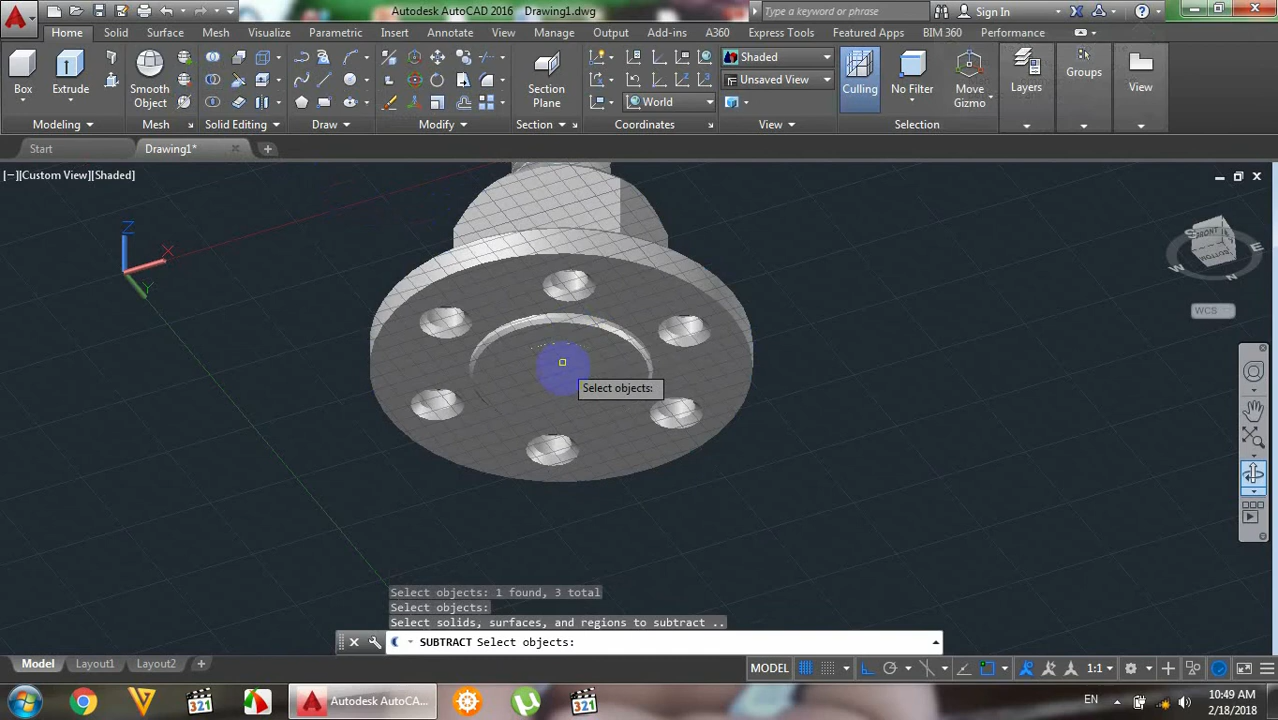 Autodesk AutoCAD 2016 Drawing1.dwg
Type a keyword or phrase
Sign In
Home Solid Surface Mesh Visualize Parametric Insert Annotate View Manage Output Add-ins A360 Featured Apps BIM 360 Performance
Box
Extrude
Smooth Object
Section Plane
World
Shaded
Unsaved View
Culling
No Filter
Move Gizmo
Layers
Groups
View
Modeling Mesh Solid Editing Draw Modify Section Coordinates View Selection
Start Drawing1*
[−][Custom View][Shaded]
Z
X
Y
FRONT
BOTTOM
S
E
W
WCS
Select objects:
Select objects: 1 found, 3 total
Select objects:
Select solids, surfaces, and regions to subtract ..
SUBTRACT Select objects:
Model Layout1 Layout2
MODEL
1:1
321
Autodesk AutoCA...
321
EN
10:49 AM
2/18/2018